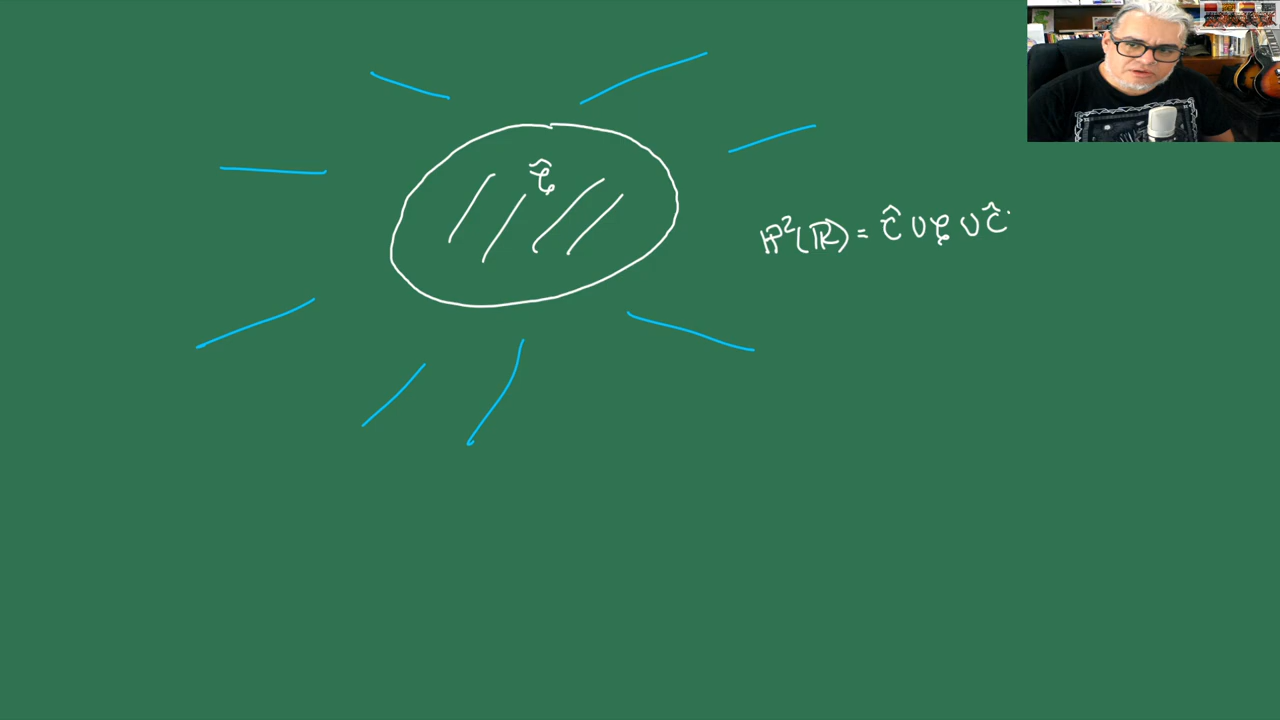 𝒞̂
ℙ²(ℝ) = 𝒞̂ ∪ 𝒞 ∪ 𝒞̂